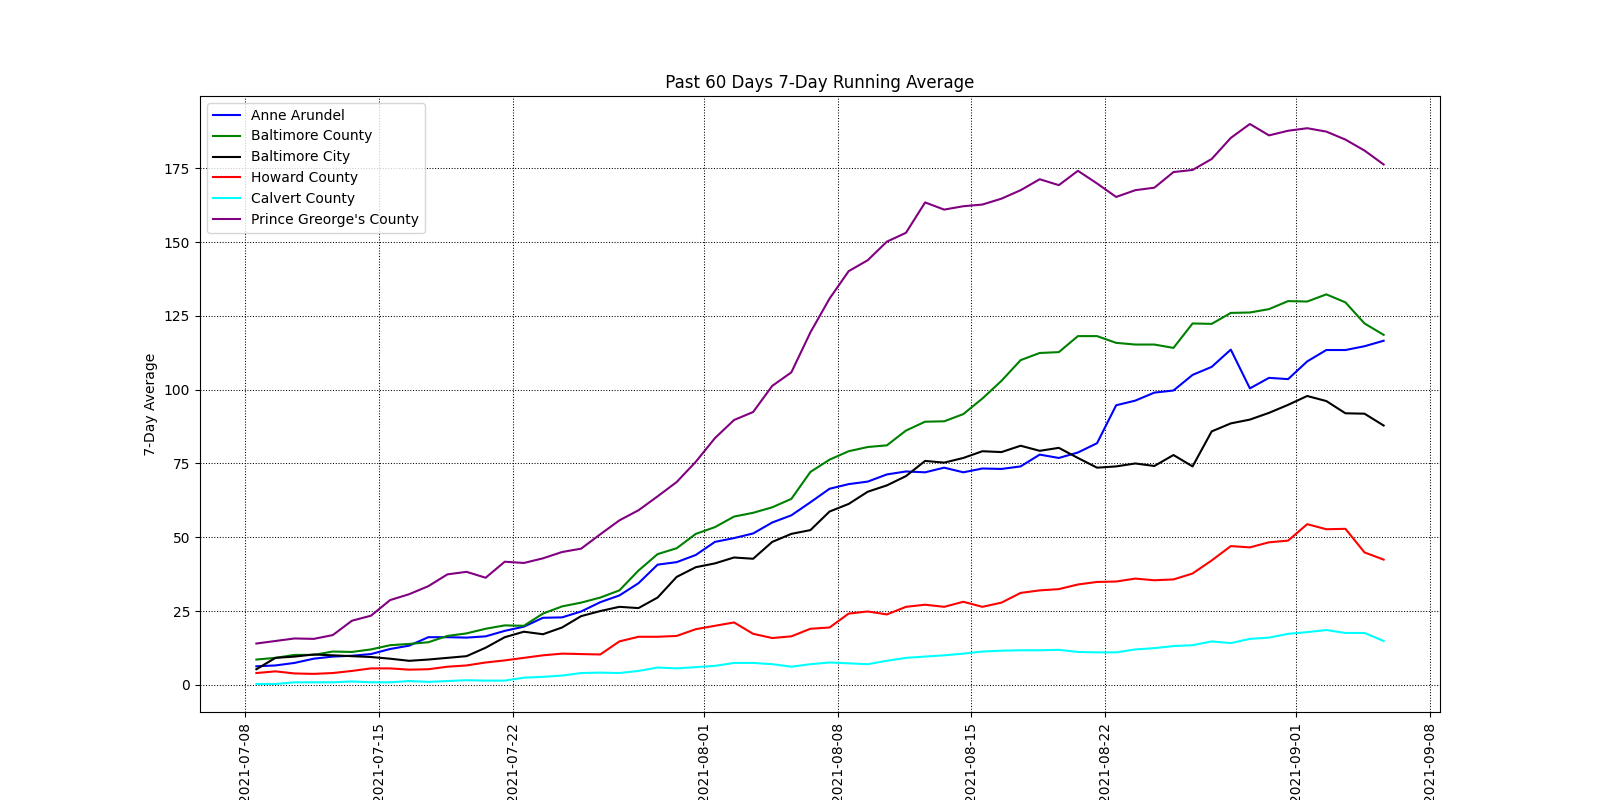 Past 60 Days 7-Day Running Average
Anne Arundel
Baltimore County
Baltimore City
Howard County
Calvert County
Prince Greorge's County
7-Day Average
175
150
125
100
75
50
25
0
2021-07-08
2021-07-15
2021-07-22
2021-08-01
2021-08-08
2021-08-15
2021-08-22
2021-09-01
2021-09-08